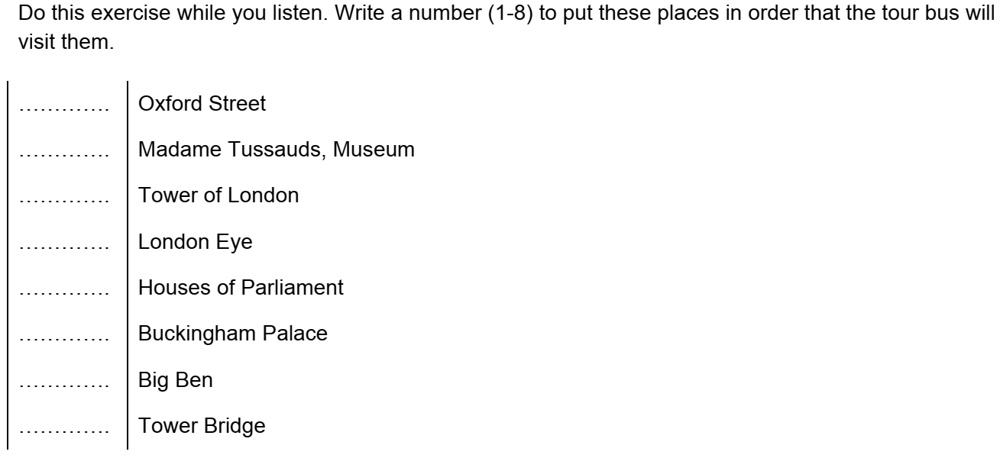 Do this exercise while you listen. Write a number (1-8) to put these places in order that the tour bus will
visit them.
............. Oxford Street
............. Madame Tussauds, Museum
............. Tower of London
............. London Eye
............. Houses of Parliament
............. Buckingham Palace
............. Big Ben
............. Tower Bridge